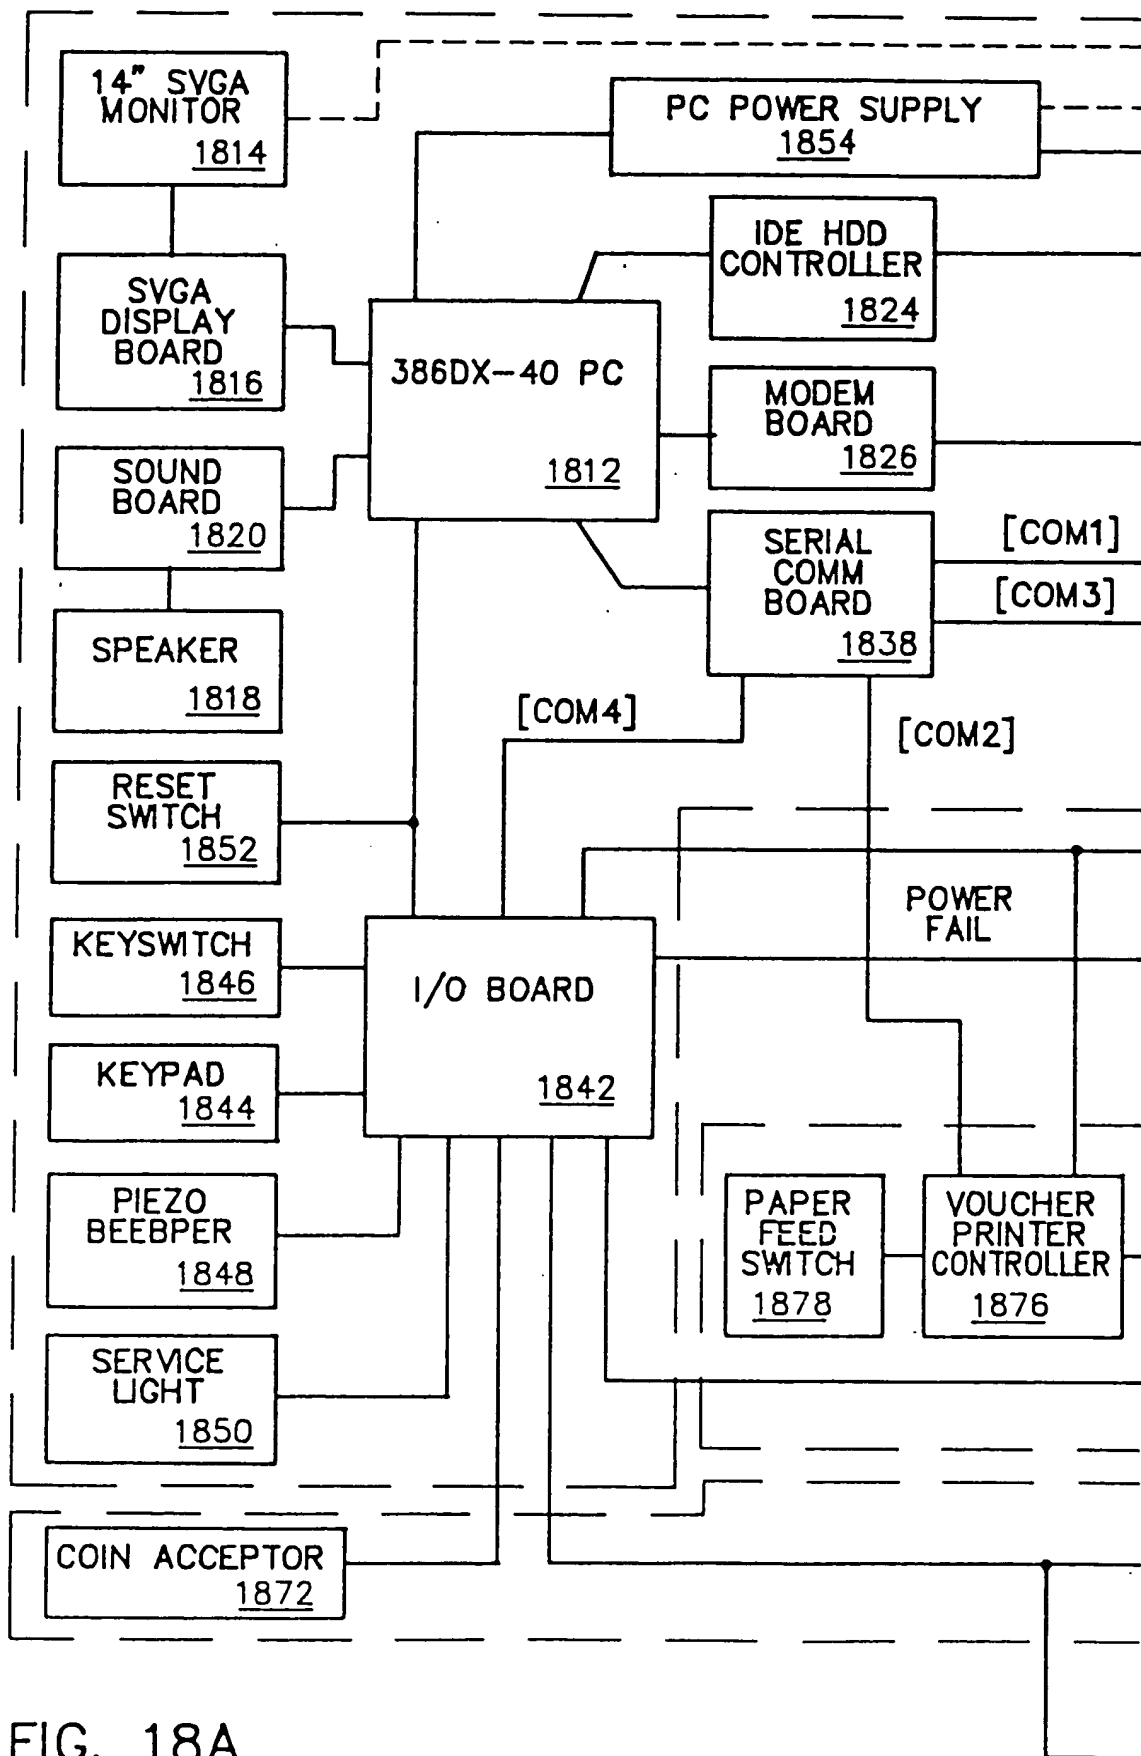 14" SVGA
MONITOR
1814
PC POWER SUPPLY
1854
IDE HDD
CONTROLLER
1824
SVGA
DISPLAY
BOARD
1816
386DX-40 PC
1812
MODEM
BOARD
1826
SOUND
BOARD
1820
SERIAL
COMM
BOARD
1838
[COM1]
[COM3]
SPEAKER
1818
[COM4]
[COM2]
RESET
SWITCH
1852
POWER
FAIL
KEYSWITCH
1846
I/O BOARD
1842
KEYPAD
1844
PIEZO
BEEBPER
1848
PAPER
FEED
SWITCH
1878
VOUCHER
PRINTER
CONTROLLER
1876
SERVICE
LIGHT
1850
COIN ACCEPTOR
1872
FIG. 18A